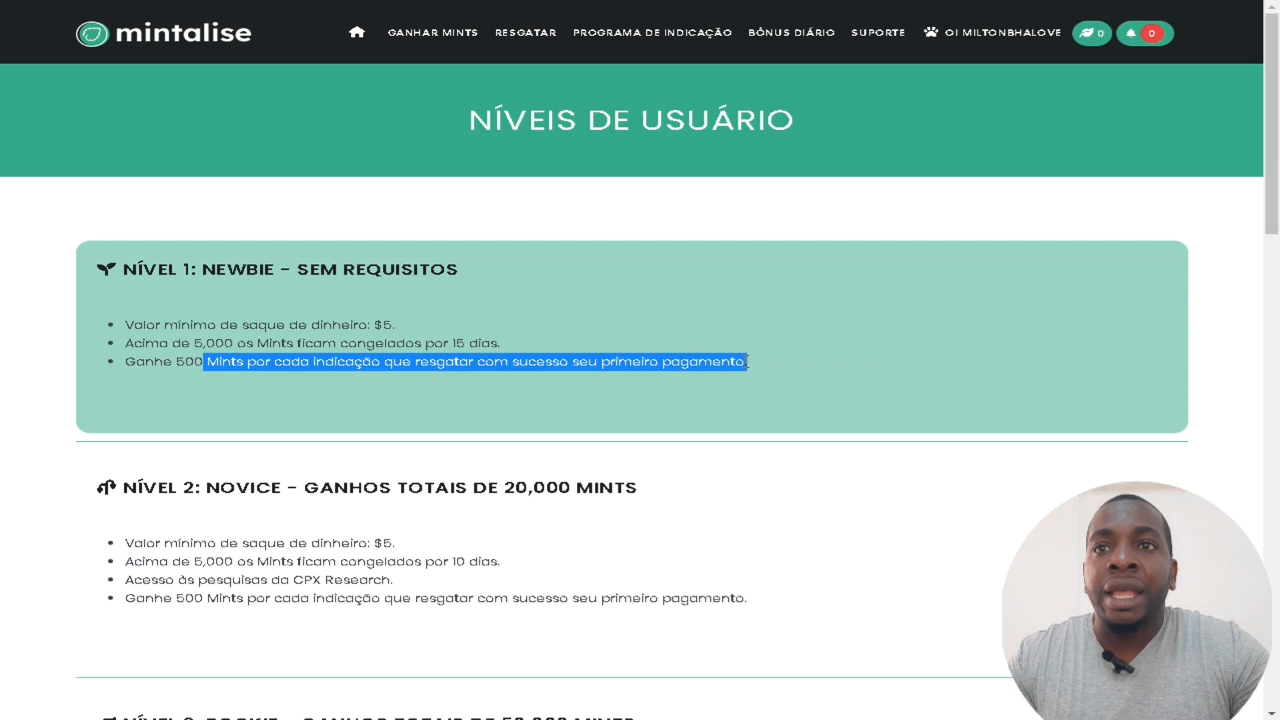 mintalise
GANHAR MINTS RESGATAR PROGRAMA DE INDICAÇÃO BÔNUS DIÁRIO SUPORTE OI MILTONBHALOVE 0 0
NÍVEIS DE USUÁRIO
NÍVEL 1: NEWBIE - SEM REQUISITOS
• Valor mínimo de saque de dinheiro: $5.
• Acima de 5,000 os Mints ficam congelados por 15 dias.
• Ganhe 500 Mints por cada indicação que resgatar com sucesso seu primeiro pagamento.
NÍVEL 2: NOVICE - GANHOS TOTAIS DE 20,000 MINTS
• Valor mínimo de saque de dinheiro: $5.
• Acima de 5,000 os Mints ficam congelados por 10 dias.
• Acesso às pesquisas da CPX Research.
• Ganhe 500 Mints por cada indicação que resgatar com sucesso seu primeiro pagamento.